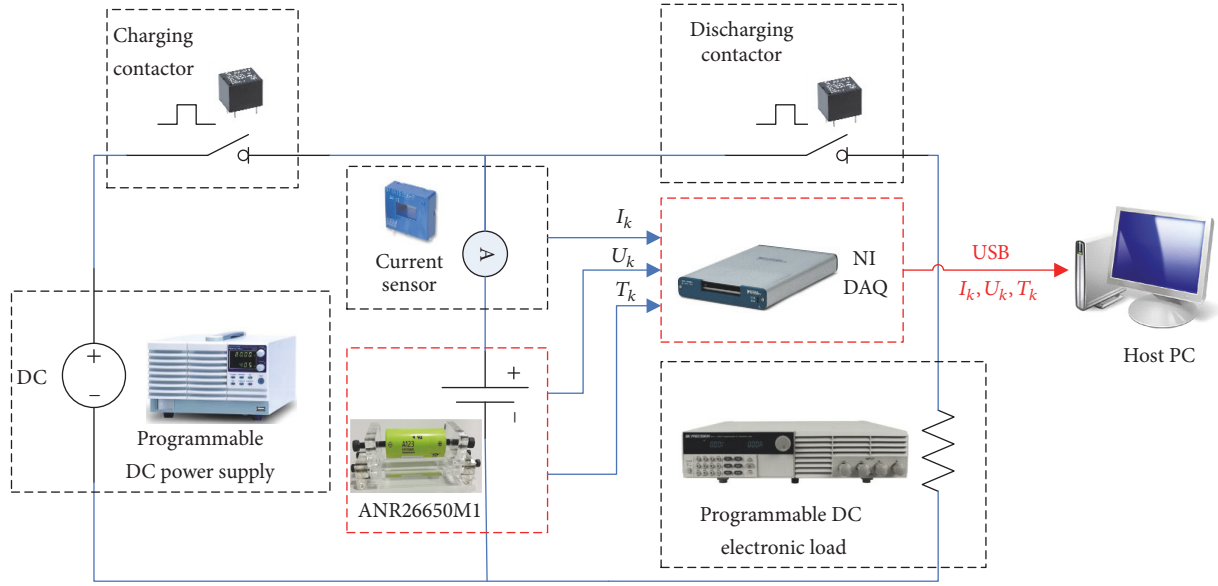 Charging
contactor
Discharging
contactor
Current
sensor
A
I_k
U_k
T_k
NI
DAQ
USB
I_k, U_k, T_k
Host PC
DC
+
−
Programmable
DC power supply
+
−
A123
ANR26650M1
Programmable DC
electronic load